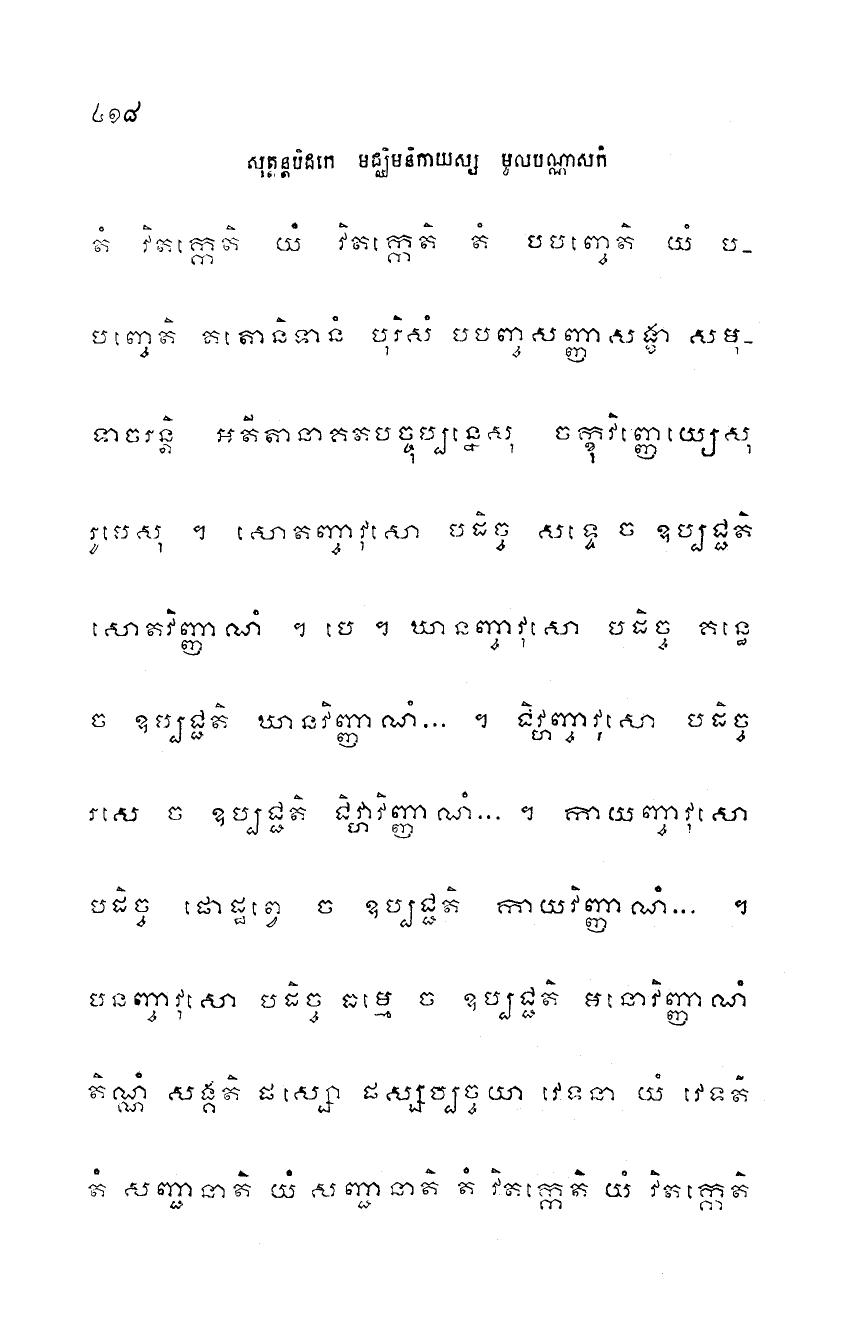 ៤១៨
សុត្តន្តបិដកេ មជ្ឈិមនិកាយស្ស មូលបណ្ណាសកំ
តំ វិតក្កេតិ យំ វិតក្កេតិ តំ បបញ្ចេតិ យំ ប-
បញ្ចេតិ តតោនិទានំ បុរិសំ បបញ្ចសញ្ញាសង្ខា សមុ-
ទាចរន្តិ អតីតានាគតបច្ចុប្បន្នេសុ ចក្ខុវិញ្ញេយ្យេសុ
រូបេសុ ។ សោតញ្ចាវុសោ បដិច្ច សទ្ទេ ច ឧប្បជ្ជតិ
សោតវិញ្ញាណំ ។ បេ ។ ឃានញ្ចាវុសោ បដិច្ច គន្ធេ
ច ឧប្បជ្ជតិ ឃានវិញ្ញាណំ... ។ ជិវ្ហញ្ចាវុសោ បដិច្ច
រសេ ច ឧប្បជ្ជតិ ជិវ្ហាវិញ្ញាណំ... ។ កាយញ្ចាវុសោ
បដិច្ច ផោដ្ឋព្វេ ច ឧប្បជ្ជតិ កាយវិញ្ញាណំ... ។
មនញ្ចាវុសោ បដិច្ច ធម្មេ ច ឧប្បជ្ជតិ មនោវិញ្ញាណំ
តិណ្ណំ សង្គតិ ផស្សោ ផស្សប្បច្ចយា វេទនា យំ វេទតិ
តំ សញ្ជានាតិ យំ សញ្ជានាតិ តំ វិតក្កេតិ យំ វិតក្កេតិ